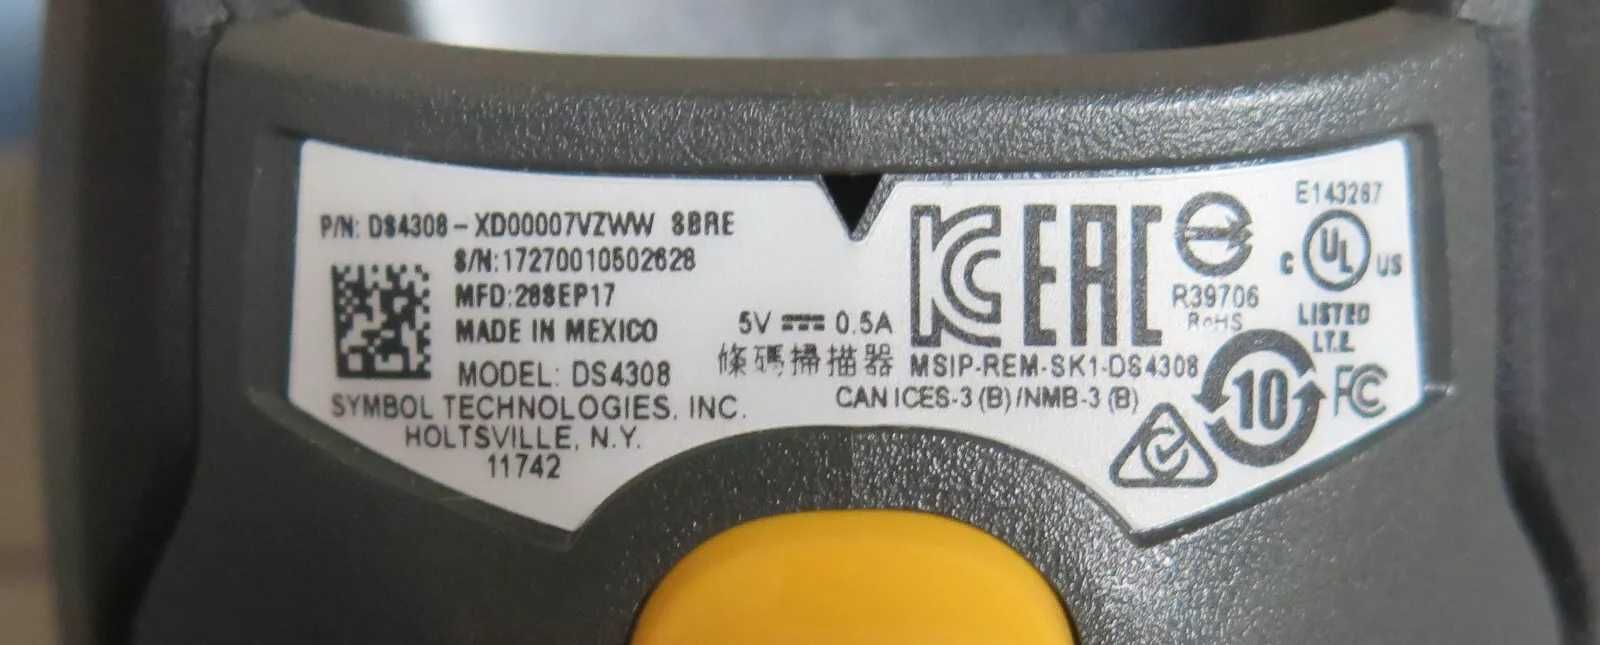 P/N: DS4308-XD00007VZWW SBRE
S/N:17270010502628
MFD:28SEP17
MADE IN MEXICO
MODEL: DS4308
SYMBOL TECHNOLOGIES, INC.
HOLTSVILLE, N.Y.
11742
5V ⎓ 0.5A
條碼掃描器
KC
EAC
R39706
RoHS
MSIP-REM-SK1-DS4308
CAN ICES-3 (B)/NMB-3 (B)
E143267
C UL US
LISTED
I.T.E.
10
FC